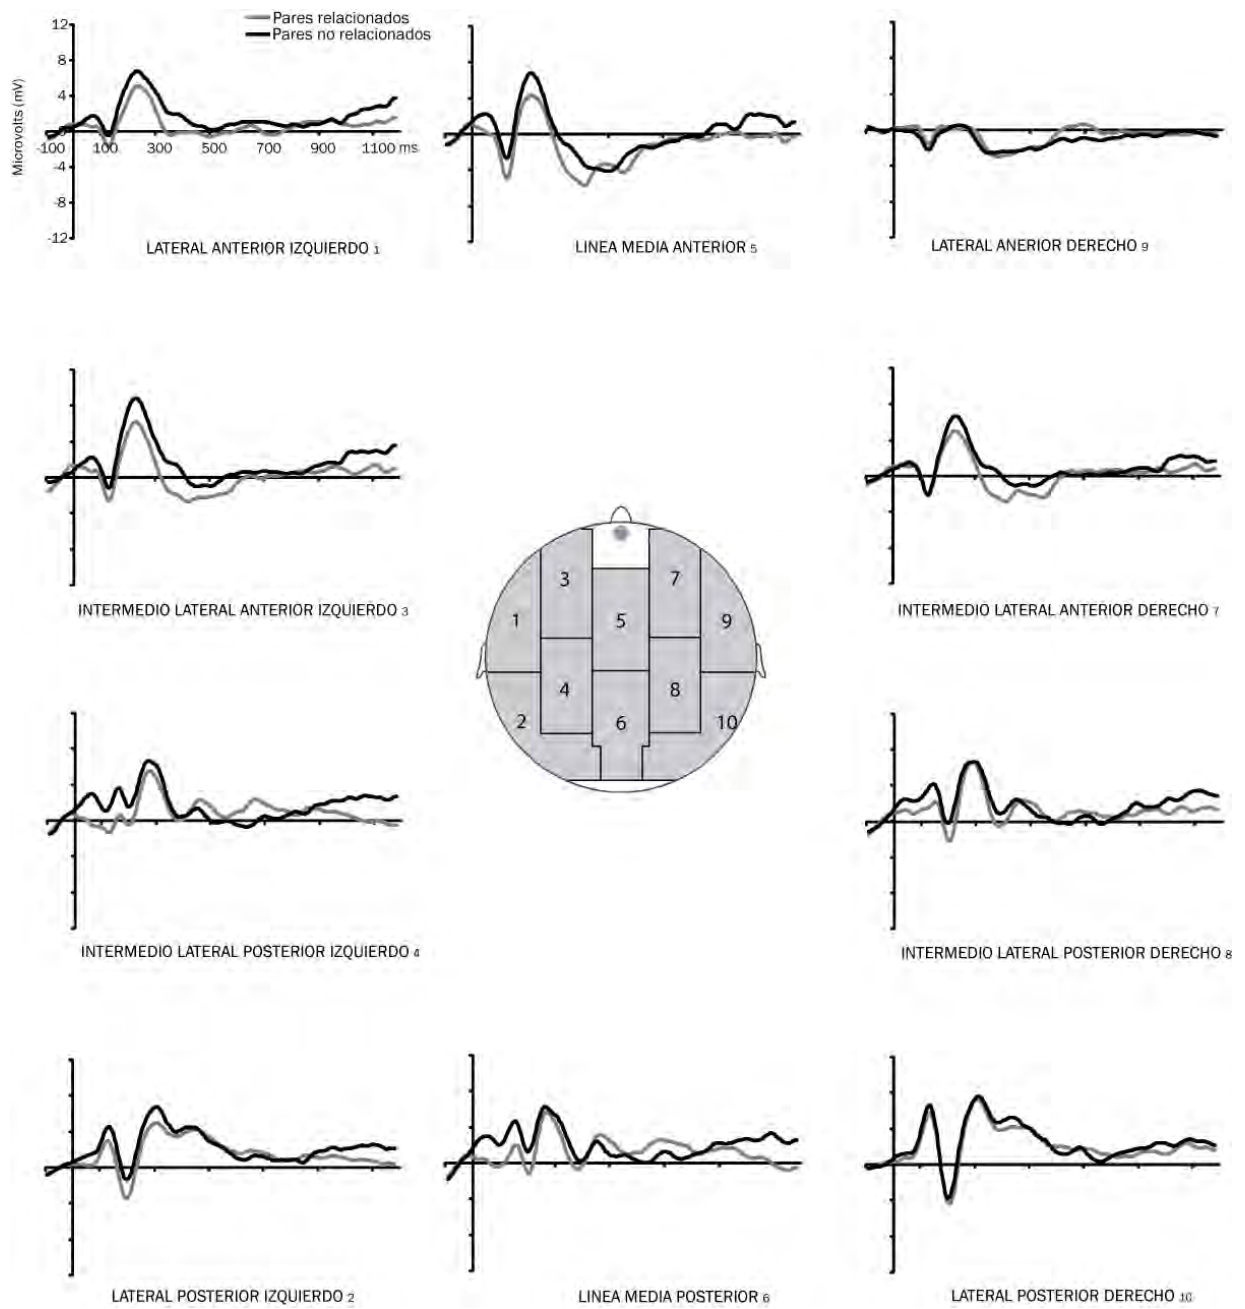 Pares relacionados
Pares no relacionados
Microvolts (mV)
12
8
4
0
-4
-8
-12
-100 100 300 500 700 900 1100 ms
LATERAL ANTERIOR IZQUIERDO 1
LINEA MEDIA ANTERIOR 5
LATERAL ANERIOR DERECHO 9
INTERMEDIO LATERAL ANTERIOR IZQUIERDO 3
INTERMEDIO LATERAL ANTERIOR DERECHO 7
3 7
1 5 9
4 8
2 6 10
INTERMEDIO LATERAL POSTERIOR IZQUIERDO 4
INTERMEDIO LATERAL POSTERIOR DERECHO 8
LATERAL POSTERIOR IZQUIERDO 2
LINEA MEDIA POSTERIOR 6
LATERAL POSTERIOR DERECHO 10